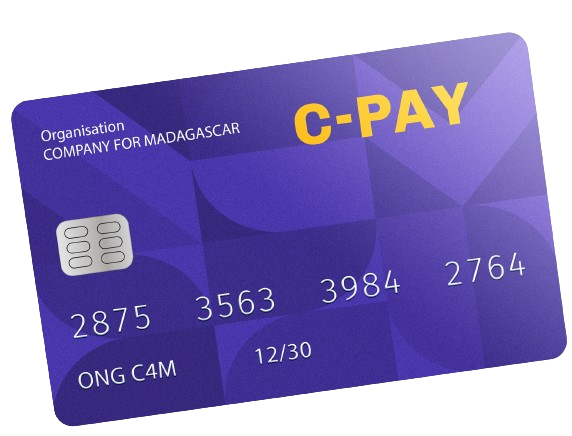 Organisation
COMPANY FOR MADAGASCAR
C-PAY
2875 3563 3984 2764
ONG C4M 12/30